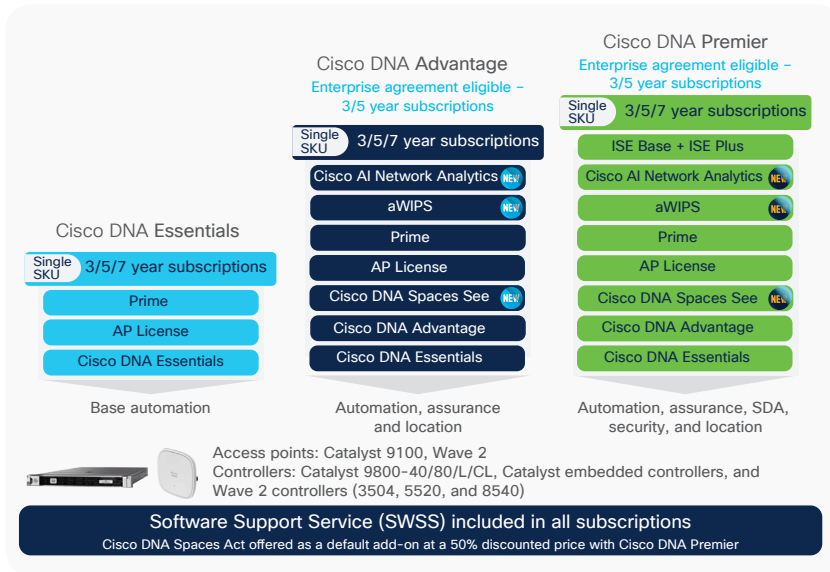 Cisco DNA Essentials
Single
SKU
3/5/7 year subscriptions
Prime
AP License
Cisco DNA Essentials
Base automation
Cisco DNA Advantage
Enterprise agreement eligible –
3/5 year subscriptions
Single
SKU
3/5/7 year subscriptions
Cisco AI Network Analytics NEW
aWIPS NEW
Prime
AP License
Cisco DNA Spaces See NEW
Cisco DNA Advantage
Cisco DNA Essentials
Automation, assurance
and location
Cisco DNA Premier
Enterprise agreement eligible –
3/5 year subscriptions
Single
SKU
3/5/7 year subscriptions
ISE Base + ISE Plus
Cisco AI Network Analytics NEW
aWIPS NEW
Prime
AP License
Cisco DNA Spaces See NEW
Cisco DNA Advantage
Cisco DNA Essentials
Automation, assurance, SDA,
security, and location
Access points: Catalyst 9100, Wave 2
Controllers: Catalyst 9800-40/80/L/CL, Catalyst embedded controllers, and
Wave 2 controllers (3504, 5520, and 8540)
Software Support Service (SWSS) included in all subscriptions
Cisco DNA Spaces Act offered as a default add-on at a 50% discounted price with Cisco DNA Premier